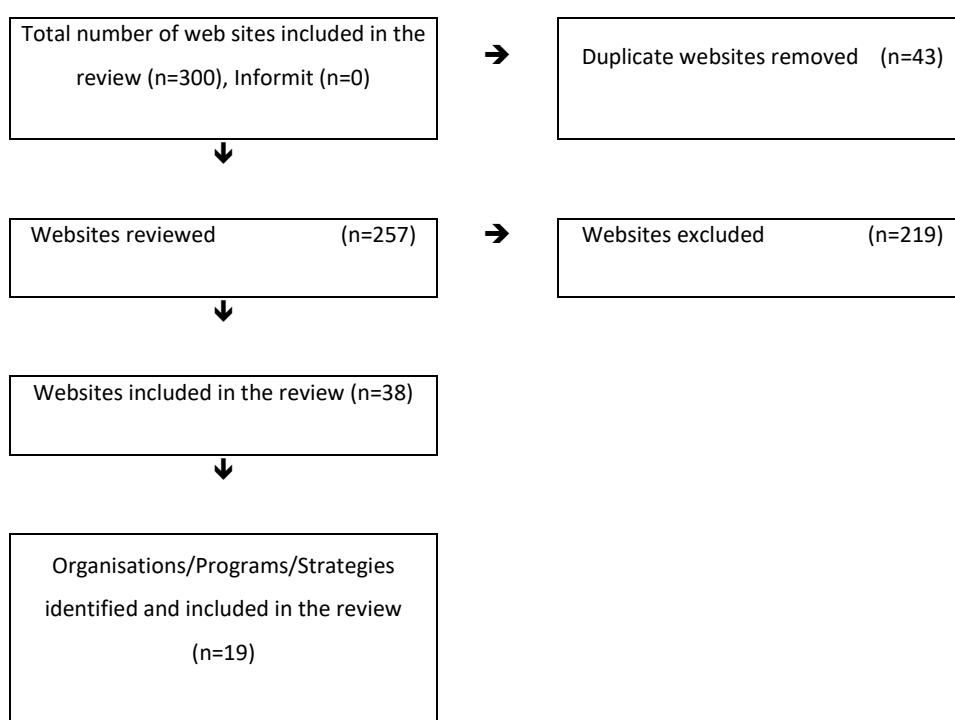 Total number of web sites included in the
review (n=300), Informit (n=0)
➔
Duplicate websites removed (n=43)
➔
Websites reviewed (n=257)
➔
Websites excluded (n=219)
➔
Websites included in the review (n=38)
➔
Organisations/Programs/Strategies
identified and included in the review
(n=19)